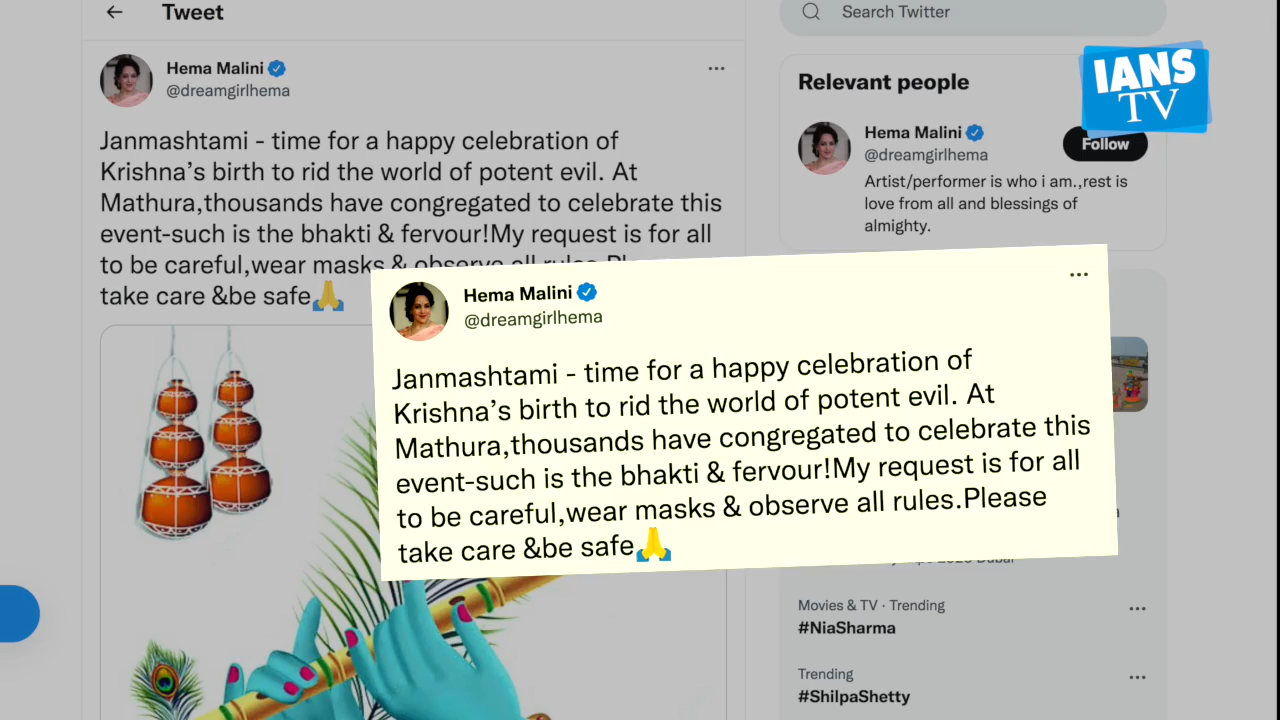 Tweet
Search Twitter
Hema Malini
@dreamgirlhema
Janmashtami - time for a happy celebration of
Krishna’s birth to rid the world of potent evil. At
Mathura,thousands have congregated to celebrate this
event-such is the bhakti & fervour!My request is for all
to be careful,wear masks & observe all rules.
take care &be safe🙏
Relevant people
IANS
TV
Hema Malini
@dreamgirlhema
Follow
Artist/performer is who i am.,rest is
love from all and blessings of
almighty.
Hema Malini
@dreamgirlhema
Janmashtami - time for a happy celebration of
Krishna’s birth to rid the world of potent evil. At
Mathura,thousands have congregated to celebrate this
event-such is the bhakti & fervour!My request is for all
to be careful,wear masks & observe all rules.Please
take care &be safe🙏
Movies & TV · Trending
#NiaSharma
Trending
#ShilpaShetty